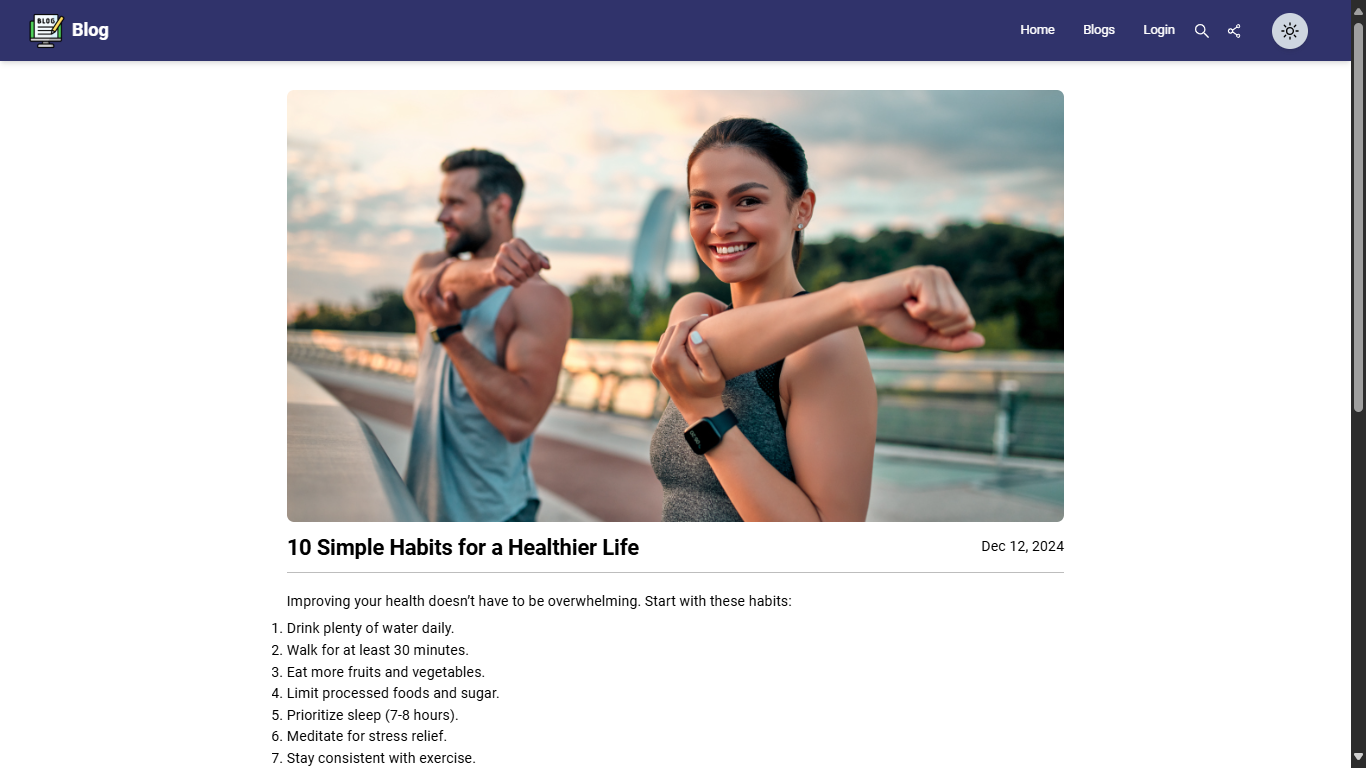 BLOG
Blog
Home
Blogs
Login
10 Simple Habits for a Healthier Life
Dec 12, 2024
Improving your health doesn’t have to be overwhelming. Start with these habits:
1. Drink plenty of water daily.
2. Walk for at least 30 minutes.
3. Eat more fruits and vegetables.
4. Limit processed foods and sugar.
5. Prioritize sleep (7-8 hours).
6. Meditate for stress relief.
7. Stay consistent with exercise.